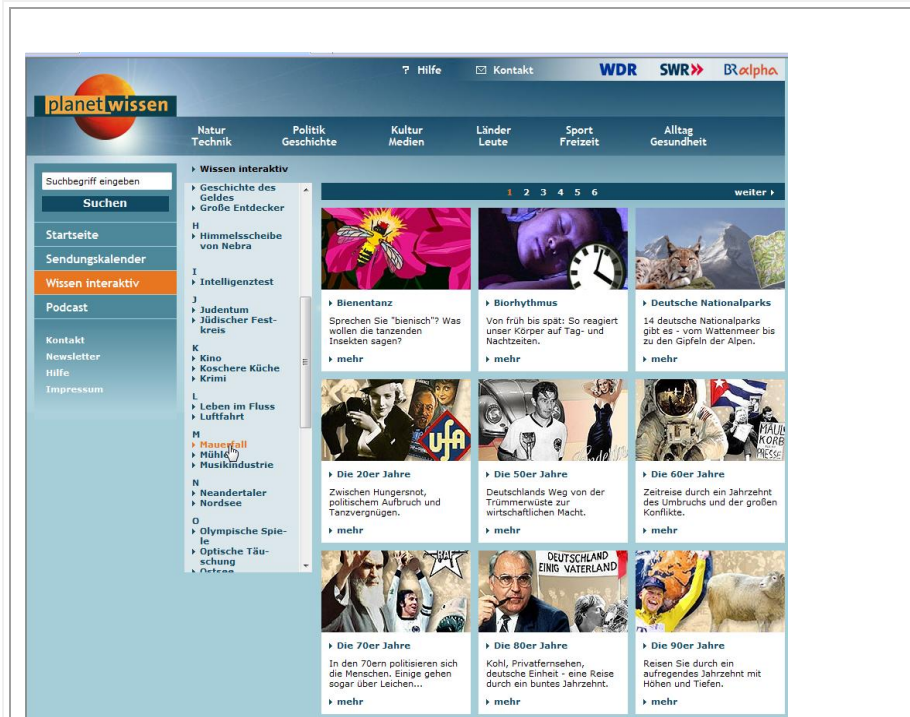 ? Hilfe
Kontakt
WDR
SWR»
BRalpha
planet wissen
Natur Technik
Politik Geschichte
Kultur Medien
Länder Leute
Sport Freizeit
Alltag Gesundheit
Suchbegriff eingeben
Suchen
Startseite
Sendungskalender
Wissen interaktiv
Podcast
Kontakt
Newsletter
Hilfe
Impressum
Wissen interaktiv
Geschichte des
Geldes
Große Entdecker
H
Himmelsscheibe
von Nebra
I
Intelligenztest
J
Judentum
Jüdischer Fest-
kreis
K
Kino
Koschere Küche
Krimi
L
Leben im Fluss
Luftfahrt
M
Mauerfall
Musikindustrie
N
Neandertaler
Nordsee
O
Olympische Spie-
le
Optische Täu-
schung
Ostsee
1 2 3 4 5 6
weiter
Bienentanz
Sprechen Sie "bienisch"? Was
wollen die tanzenden
Insekten sagen?
mehr
Biorhythmus
Von früh bis spät: So reagiert
unser Körper auf Tag- und
Nachtzeiten.
mehr
Deutsche Nationalparks
14 deutsche Nationalparks
gibt es - vom Wattenmeer bis
zu den Gipfeln der Alpen.
mehr
UfA
Die 20er Jahre
Zwischen Hungersnot,
politischem Aufbruch und
Tanzvergnügen.
mehr
Die 50er Jahre
Deutschlands Weg von der
Trümmerwüste zur
wirtschaftlichen Macht.
mehr
MAUL
KORB
PRESSE
Die 60er Jahre
Zeitreise durch ein Jahrzehnt
des Umbruchs und der großen
Konflikte.
mehr
RAF
Die 70er Jahre
In den 70ern politisieren sich
die Menschen. Einige gehen
sogar über Leichen...
mehr
DEUTSCHLAND
EINIG VATERLAND
Die 80er Jahre
Kohl, Privatfernsehen,
deutsche Einheit - eine Reise
durch ein buntes Jahrzehnt.
mehr
Die 90er Jahre
Reisen Sie durch ein
aufregendes Jahrzehnt mit
Höhen und Tiefen.
mehr